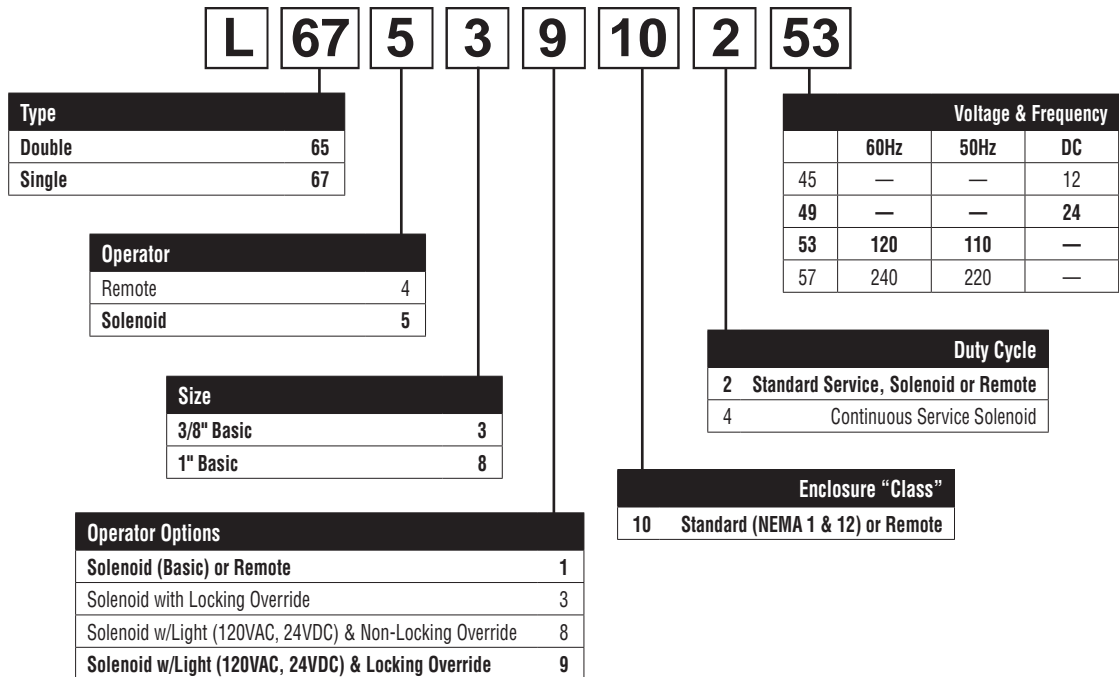 L 67 5 3 9 10 2 53
Type
Double 65
Single 67
Operator
Remote 4
Solenoid 5
Size
3/8" Basic 3
1" Basic 8
Operator Options
Solenoid (Basic) or Remote 1
Solenoid with Locking Override 3
Solenoid w/Light (120VAC, 24VDC) & Non-Locking Override 8
Solenoid w/Light (120VAC, 24VDC) & Locking Override 9
Voltage & Frequency
60Hz 50Hz DC
45 — — 12
49 — — 24
53 120 110 —
57 240 220 —
Duty Cycle
2 Standard Service, Solenoid or Remote
4 Continuous Service Solenoid
Enclosure “Class”
10 Standard (NEMA 1 & 12) or Remote